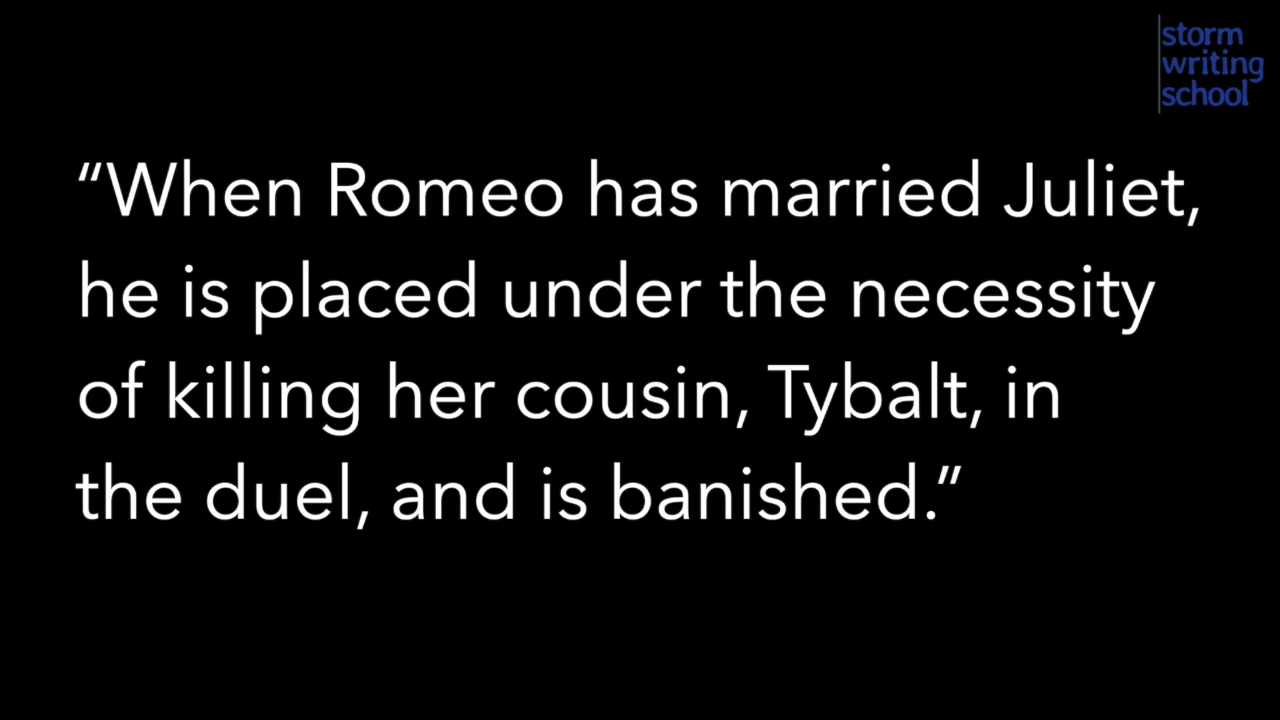 storm
writing
school
“When Romeo has married Juliet,
he is placed under the necessity
of killing her cousin, Tybalt, in
the duel, and is banished.”